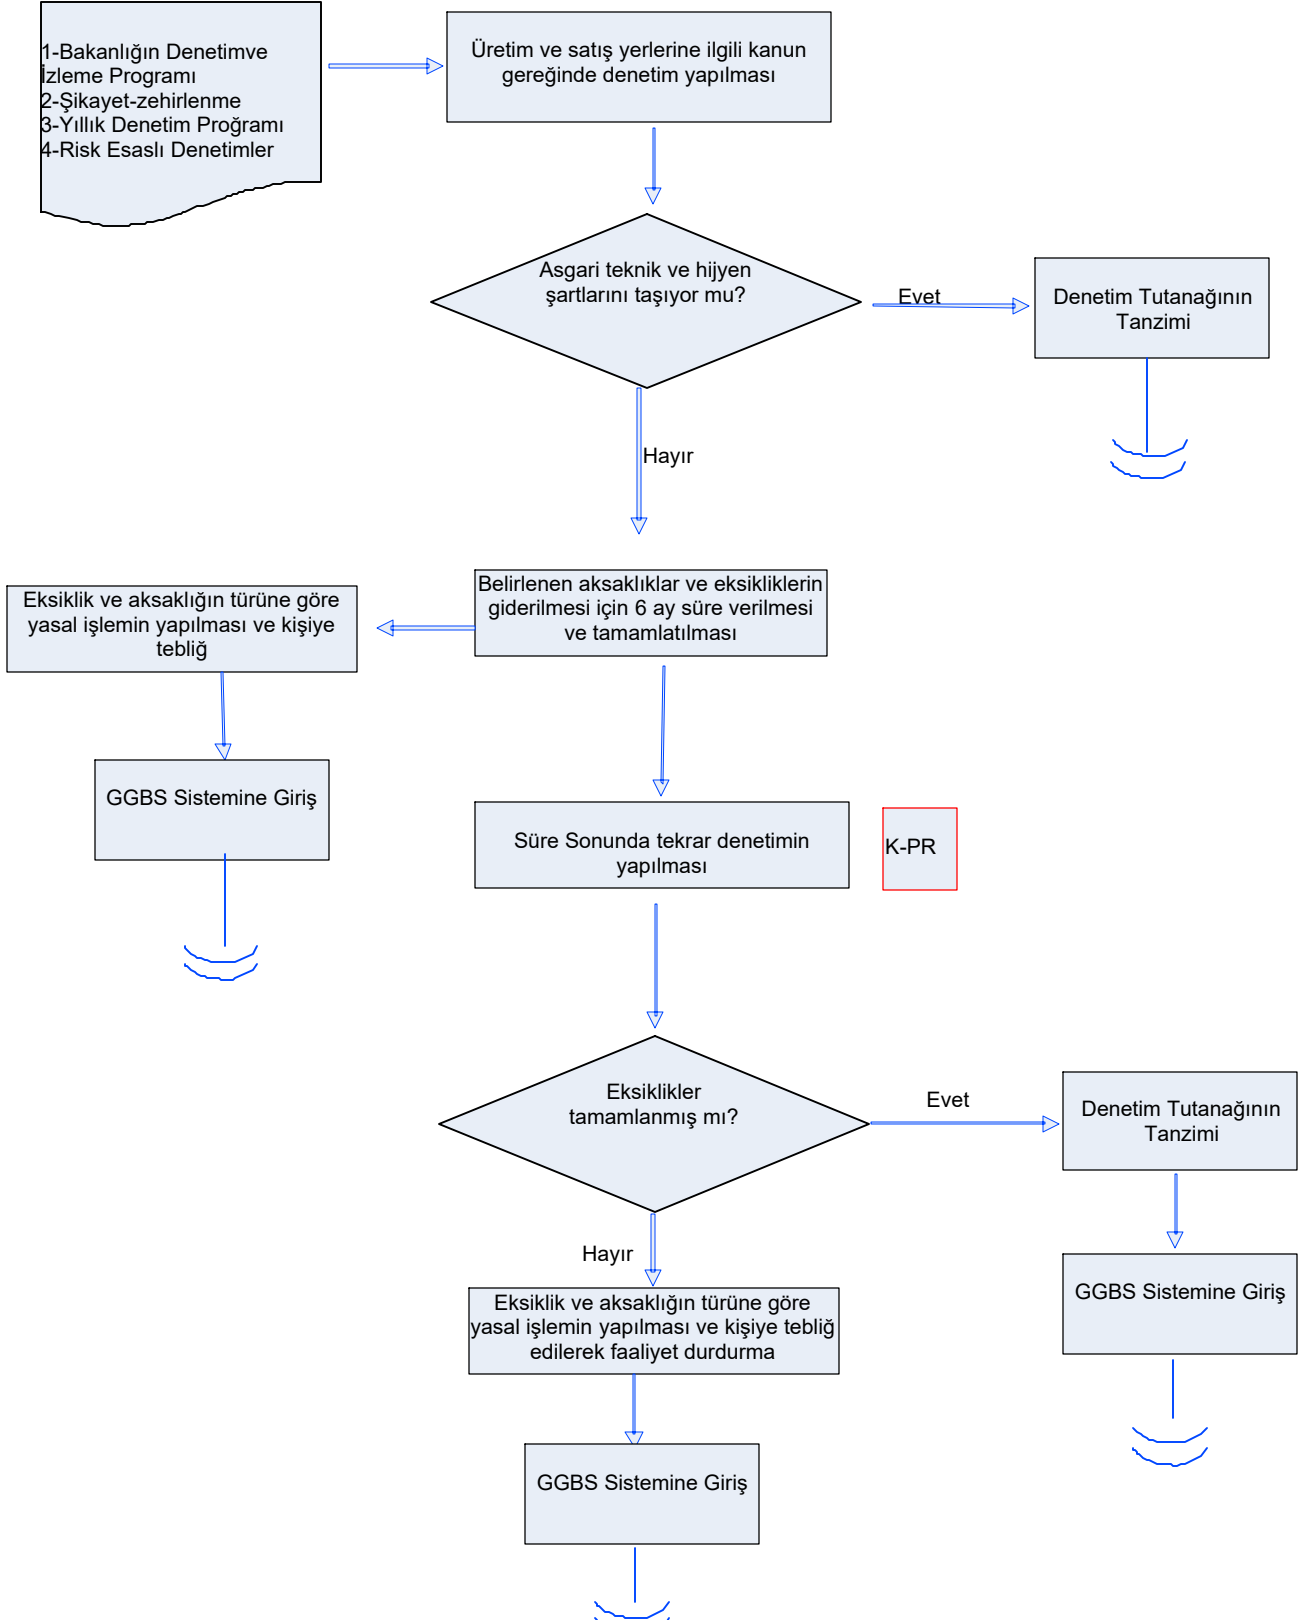 1-Bakanlığın Denetimve
İzleme Programı
2-Şikayet-zehirlenme
3-Yıllık Denetim Proğramı
4-Risk Esaslı Denetimler
Üretim ve satış yerlerine ilgili kanun
gereğinde denetim yapılması
Asgari teknik ve hijyen
şartlarını taşıyor mu?
Evet
Denetim Tutanağının
Tanzimi
Hayır
Belirlenen aksaklıklar ve eksikliklerin
giderilmesi için 6 ay süre verilmesi
ve tamamlatılması
Eksiklik ve aksaklığın türüne göre
yasal işlemin yapılması ve kişiye
tebliğ
GGBS Sistemine Giriş
Süre Sonunda tekrar denetimin
yapılması
K-PR
Eksiklikler
tamamlanmış mı?
Evet
Denetim Tutanağının
Tanzimi
GGBS Sistemine Giriş
Hayır
Eksiklik ve aksaklığın türüne göre
yasal işlemin yapılması ve kişiye tebliğ
edilerek faaliyet durdurma
GGBS Sistemine Giriş